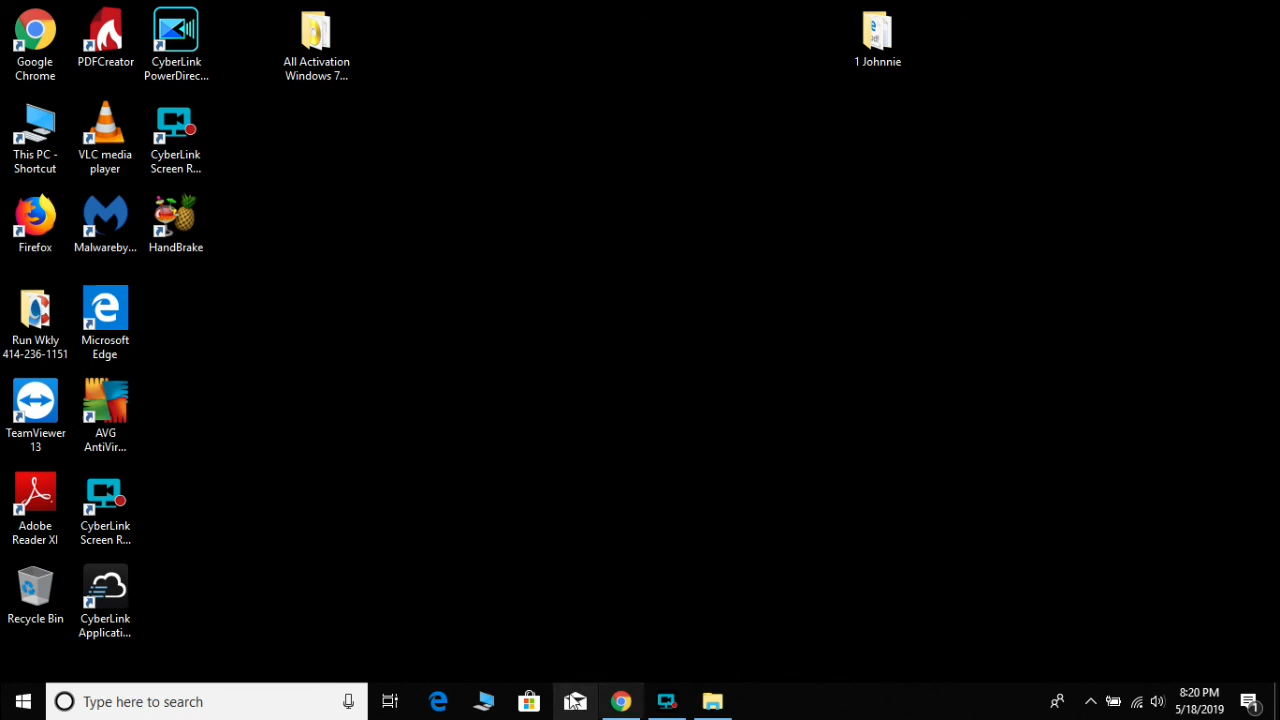 Google
Chrome
PDFCreator
CyberLink
PowerDirec...
All Activation
Windows 7...
1 Johnnie
This PC -
Shortcut
VLC media
player
CyberLink
Screen R...
Firefox
Malwareby...
HandBrake
Run Wkly
414-236-1151
Microsoft
Edge
TeamViewer
13
AVG
AntiVir...
Adobe
Reader XI
CyberLink
Screen R...
Recycle Bin
CyberLink
Applicati...
Type here to search
8:20 PM
5/18/2019
1